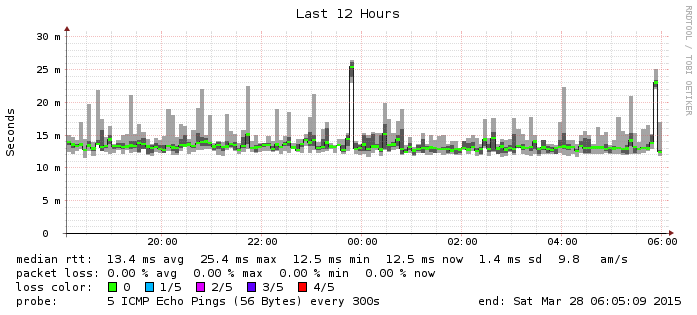 Last 12 Hours
RRDTOOL / TOBI OETIKER
Seconds
30 m
25 m
20 m
15 m
10 m
5 m
0
20:00 22:00 00:00 02:00 04:00 06:00
median rtt: 13.4 ms avg 25.4 ms max 12.5 ms min 12.5 ms now 1.4 ms sd 9.8 am/s
packet loss: 0.00 % avg 0.00 % max 0.00 % min 0.00 % now
loss color: 0 1/5 2/5 3/5 4/5
probe: 5 ICMP Echo Pings (56 Bytes) every 300s end: Sat Mar 28 06:05:09 2015